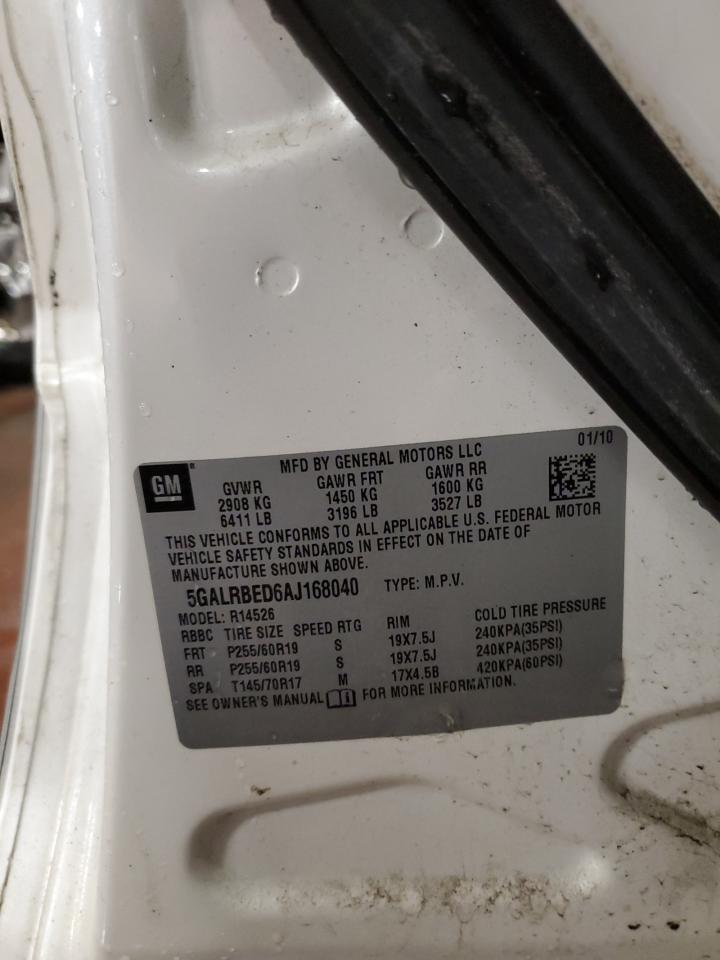 01/10
MFD BY GENERAL MOTORS LLC
GM ®
GVWR GAWR FRT GAWR RR
2908 KG 1450 KG 1600 KG
6411 LB 3196 LB 3527 LB
THIS VEHICLE CONFORMS TO ALL APPLICABLE U.S. FEDERAL MOTOR
VEHICLE SAFETY STANDARDS IN EFFECT ON THE DATE OF
MANUFACTURE SHOWN ABOVE.
5GALRBED6AJ168040 TYPE: M.P.V.
MODEL: R14526
RBBC TIRE SIZE SPEED RTG RIM COLD TIRE PRESSURE
FRT P255/60R19 S 19X7.5J 240KPA(35PSI)
RR P255/60R19 S 19X7.5J 240KPA(35PSI)
SPA T145/70R17 M 17X4.5B 420KPA(60PSI)
SEE OWNER'S MANUAL FOR MORE INFORMATION.